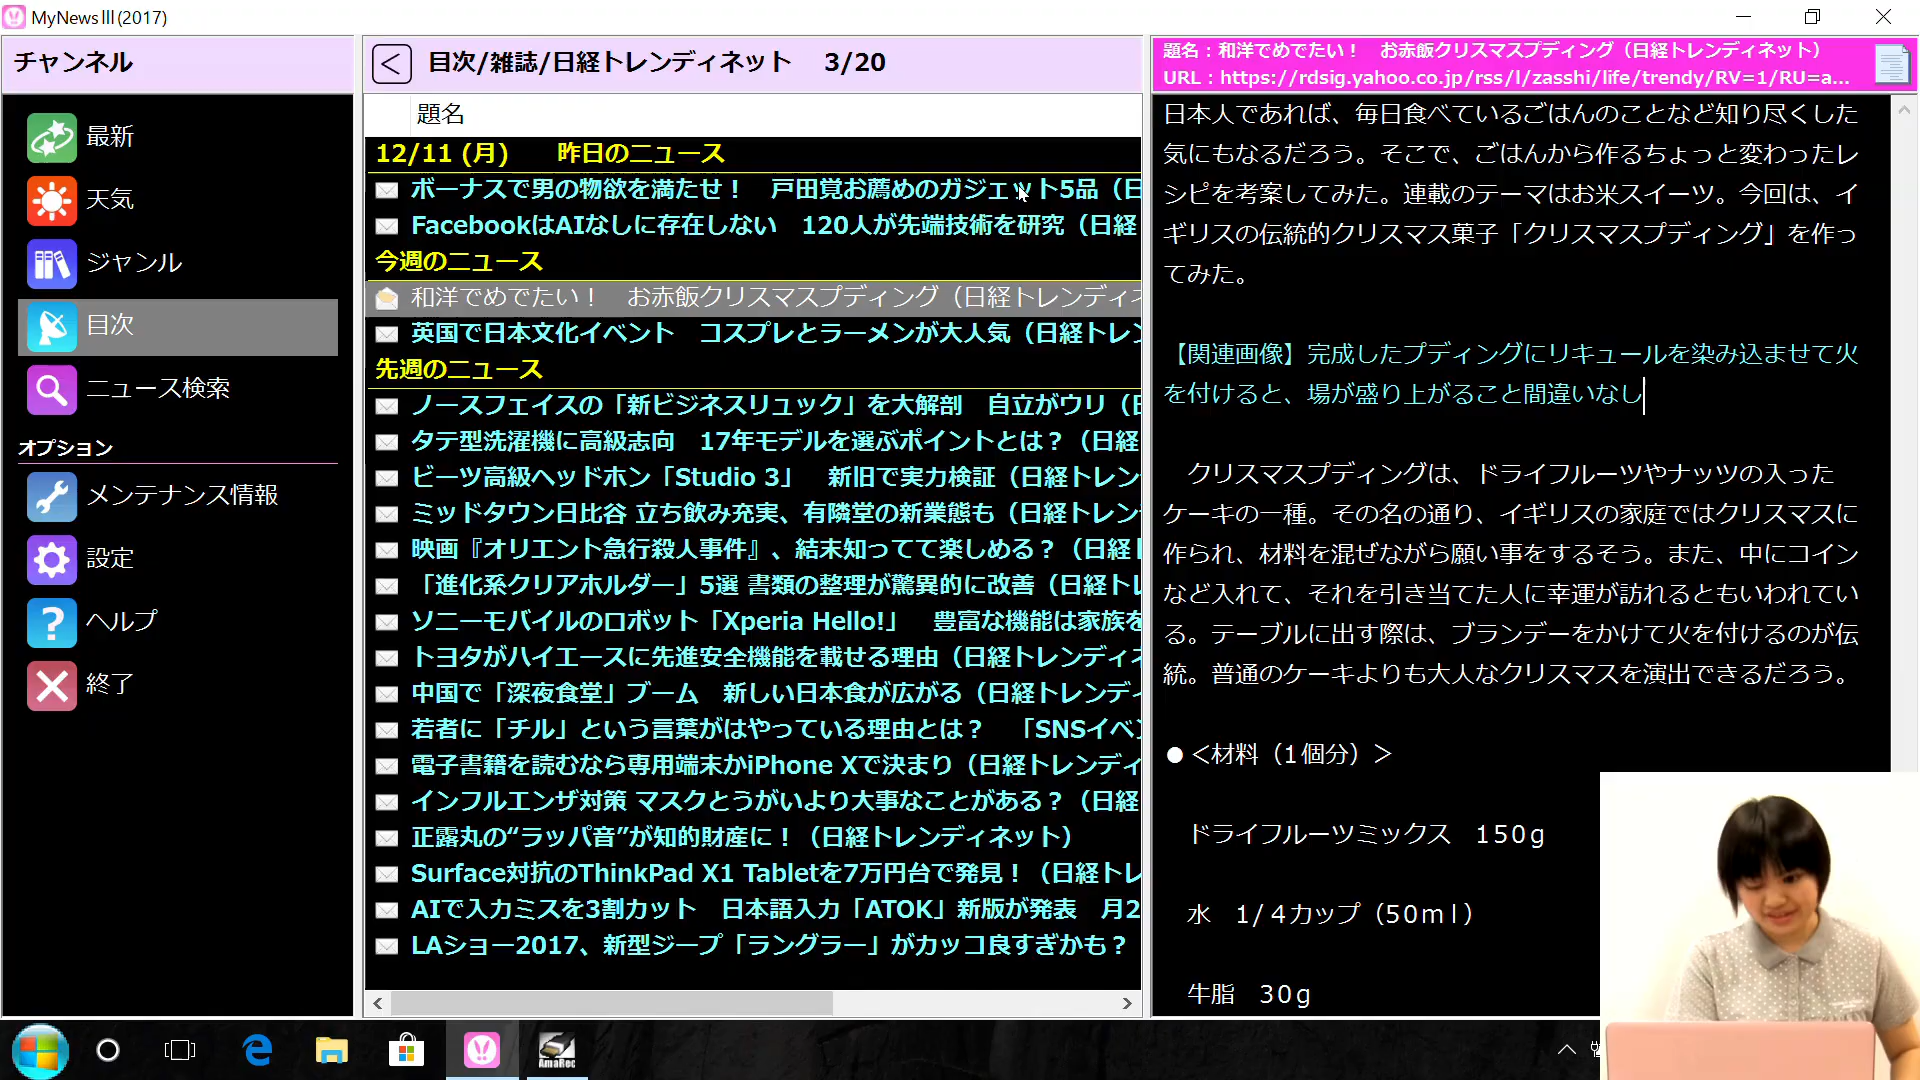 MyNewsⅢ(2017)
チャンネル
最新
天気
ジャンル
目次
ニュース検索
オプション
メンテナンス情報
設定
ヘルプ
終了
目次/雑誌/日経トレンディネット　3/20
題名
12/11 (月)　昨日のニュース
ボーナスで男の物欲を満たせ！　戸田覚お薦めのガジェット5品（日
FacebookはAIなしに存在しない　120人が先端技術を研究（日経
今週のニュース
和洋でめでたい！　お赤飯クリスマスプディング（日経トレンディネ
英国で日本文化イベント　コスプレとラーメンが大人気（日経トレン
先週のニュース
ノースフェイスの「新ビジネスリュック」を大解剖　自立がウリ（日
タテ型洗濯機に高級志向　17年モデルを選ぶポイントとは？（日経
ビーツ高級ヘッドホン「Studio 3」　新旧で実力検証（日経トレン
ミッドタウン日比谷 立ち飲み充実、有隣堂の新業態も（日経トレン
映画『オリエント急行殺人事件』、結末知ってて楽しめる？（日経
「進化系クリアホルダー」5選 書類の整理が驚異的に改善（日経トレ
ソニーモバイルのロボット「Xperia Hello!」　豊富な機能は家族を
トヨタがハイエースに先進安全機能を載せる理由（日経トレンディネ
中国で「深夜食堂」ブーム　新しい日本食が広がる（日経トレンディ
若者に「チル」という言葉がはやっている理由とは？　「SNSイベン
電子書籍を読むなら専用端末かiPhone Xで決まり（日経トレンディ
インフルエンザ対策 マスクとうがいより大事なことがある？（日経
正露丸の“ラッパ音”が知的財産に！（日経トレンディネット）
Surface対抗のThinkPad X1 Tabletを7万円台で発見！（日経トレ
AIで入力ミスを3割カット　日本語入力「ATOK」新版が発表　月2
LAショー2017、新型ジープ「ラングラー」がカッコ良すぎかも？
題名：和洋でめでたい！　お赤飯クリスマスプディング（日経トレンディネット）
URL：https://rdsig.yahoo.co.jp/rss/l/zasshi/life/trendy/RV=1/RU=a...
日本人であれば、毎日食べているごはんのことなど知り尽くした
気にもなるだろう。そこで、ごはんから作るちょっと変わったレ
シピを考案してみた。連載のテーマはお米スイーツ。今回は、イ
ギリスの伝統的クリスマス菓子「クリスマスプディング」を作っ
てみた。
【関連画像】完成したプディングにリキュールを染み込ませて火
を付けると、場が盛り上がること間違いなし
クリスマスプディングは、ドライフルーツやナッツの入った
ケーキの一種。その名の通り、イギリスの家庭ではクリスマスに
作られ、材料を混ぜながら願い事をするそう。また、中にコイン
など入れて、それを引き当てた人に幸運が訪れるともいわれてい
る。テーブルに出す際は、ブランデーをかけて火を付けるのが伝
統。普通のケーキよりも大人なクリスマスを演出できるだろう。
●＜材料（1個分）＞
ドライフルーツミックス　150g
水　1/4カップ（50ml）
牛脂　30g
AmaRec